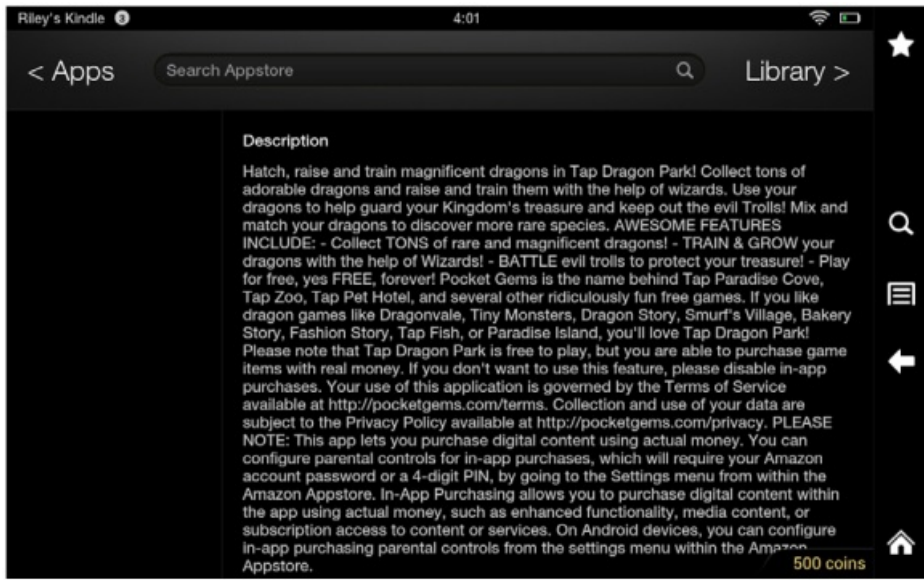 Riley's Kindle 3
4:01
< Apps
Search Appstore
Library >
Description
Hatch, raise and train magnificent dragons in Tap Dragon Park! Collect tons of
adorable dragons and raise and train them with the help of wizards. Use your
dragons to help guard your Kingdom's treasure and keep out the evil Trolls! Mix and
match your dragons to discover more rare species. AWESOME FEATURES
INCLUDE: - Collect TONS of rare and magnificent dragons! - TRAIN & GROW your
dragons with the help of Wizards! - BATTLE evil trolls to protect your treasure! - Play
for free, yes FREE, forever! Pocket Gems is the name behind Tap Paradise Cove,
Tap Zoo, Tap Pet Hotel, and several other ridiculously fun free games. If you like
dragon games like Dragonvale, Tiny Monsters, Dragon Story, Smurf's Village, Bakery
Story, Fashion Story, Tap Fish, or Paradise Island, you'll love Tap Dragon Park!
Please note that Tap Dragon Park is free to play, but you are able to purchase game
items with real money. If you don't want to use this feature, please disable in-app
purchases. Your use of this application is governed by the Terms of Service
available at http://pocketgems.com/terms. Collection and use of your data are
subject to the Privacy Policy available at http://pocketgems.com/privacy. PLEASE
NOTE: This app lets you purchase digital content using actual money. You can
configure parental controls for in-app purchases, which will require your Amazon
account password or a 4-digit PIN, by going to the Settings menu from within the
Amazon Appstore. In-App Purchasing allows you to purchase digital content within
the app using actual money, such as enhanced functionality, media content, or
subscription access to content or services. On Android devices, you can configure
in-app purchasing parental controls from the settings menu within the Amazon
Appstore.
500 coins